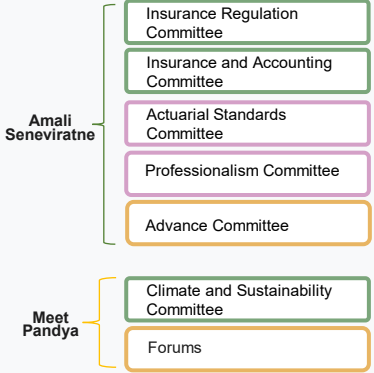 Insurance Regulation
Committee
Insurance and Accounting
Committee
Amali
Seneviratne
Actuarial Standards
Committee
Professionalism Committee
Advance Committee
Climate and Sustainability
Committee
Meet
Pandya
Forums